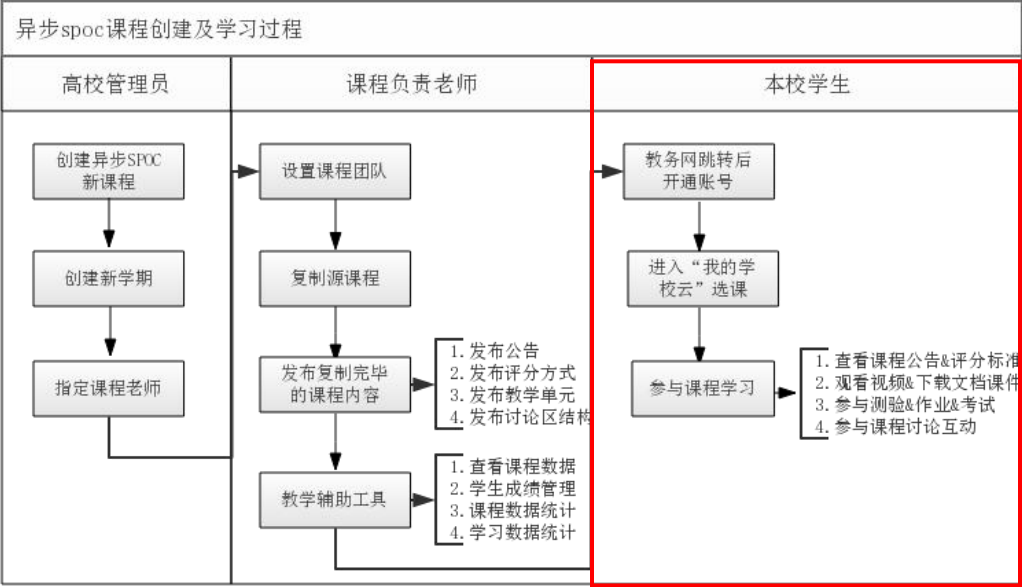 异步spoc课程创建及学习过程
高校管理员
课程负责老师
本校学生
创建异步SPOC
新课程
创建新学期
指定课程老师
设置课程团队
复制源课程
发布复制完毕
的课程内容
1. 发布公告
2. 发布评分方式
3. 发布教学单元
4. 发布讨论区结构
教学辅助工具
1. 查看课程数据
2. 学生成绩管理
3. 课程数据统计
4. 学习数据统计
教务网跳转后
开通账号
进入“我的学
校云”选课
参与课程学习
1. 查看课程公告&评分标准
2. 观看视频&下载文档课件
3. 参与测验&作业&考试
4. 参与课程讨论互动